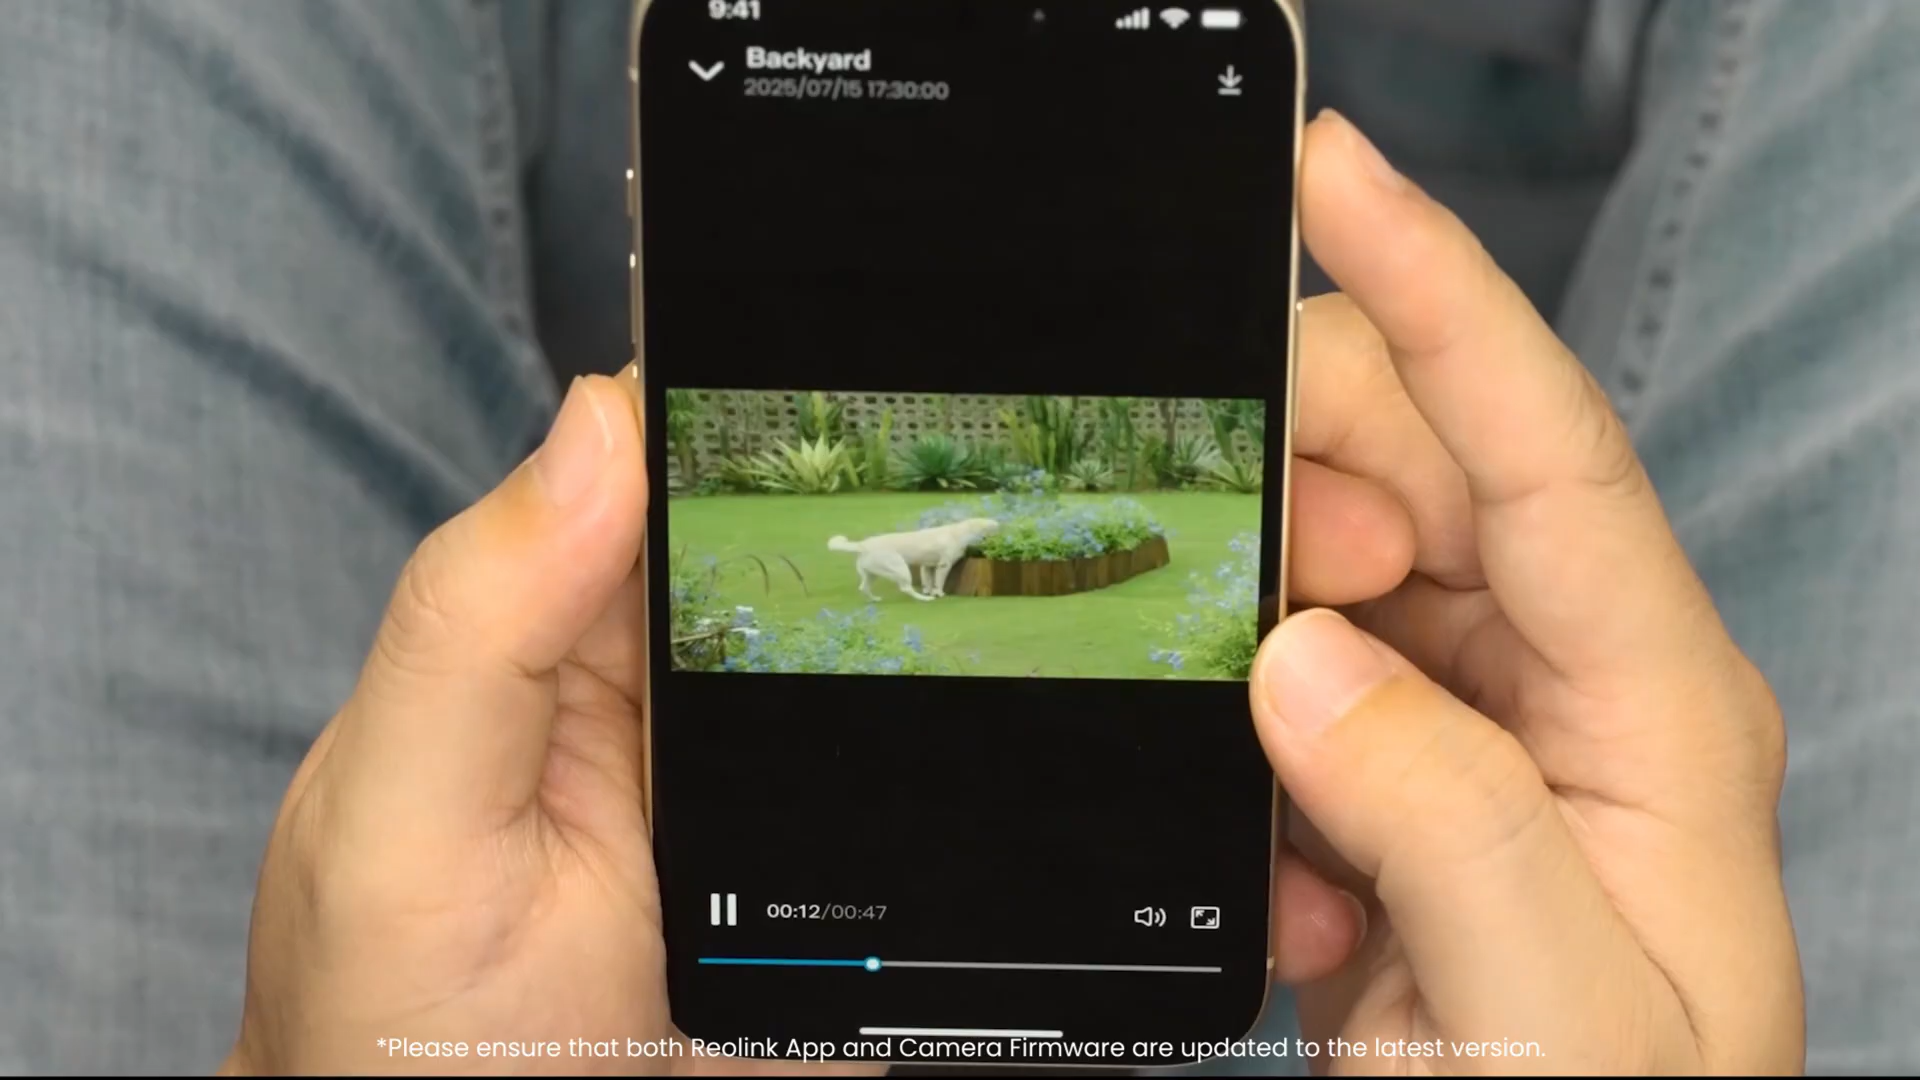 9:41
Backyard
2025/07/15 17:30:00
00:12/00:47
*Please ensure that both Reolink App and Camera Firmware are updated to the latest version.